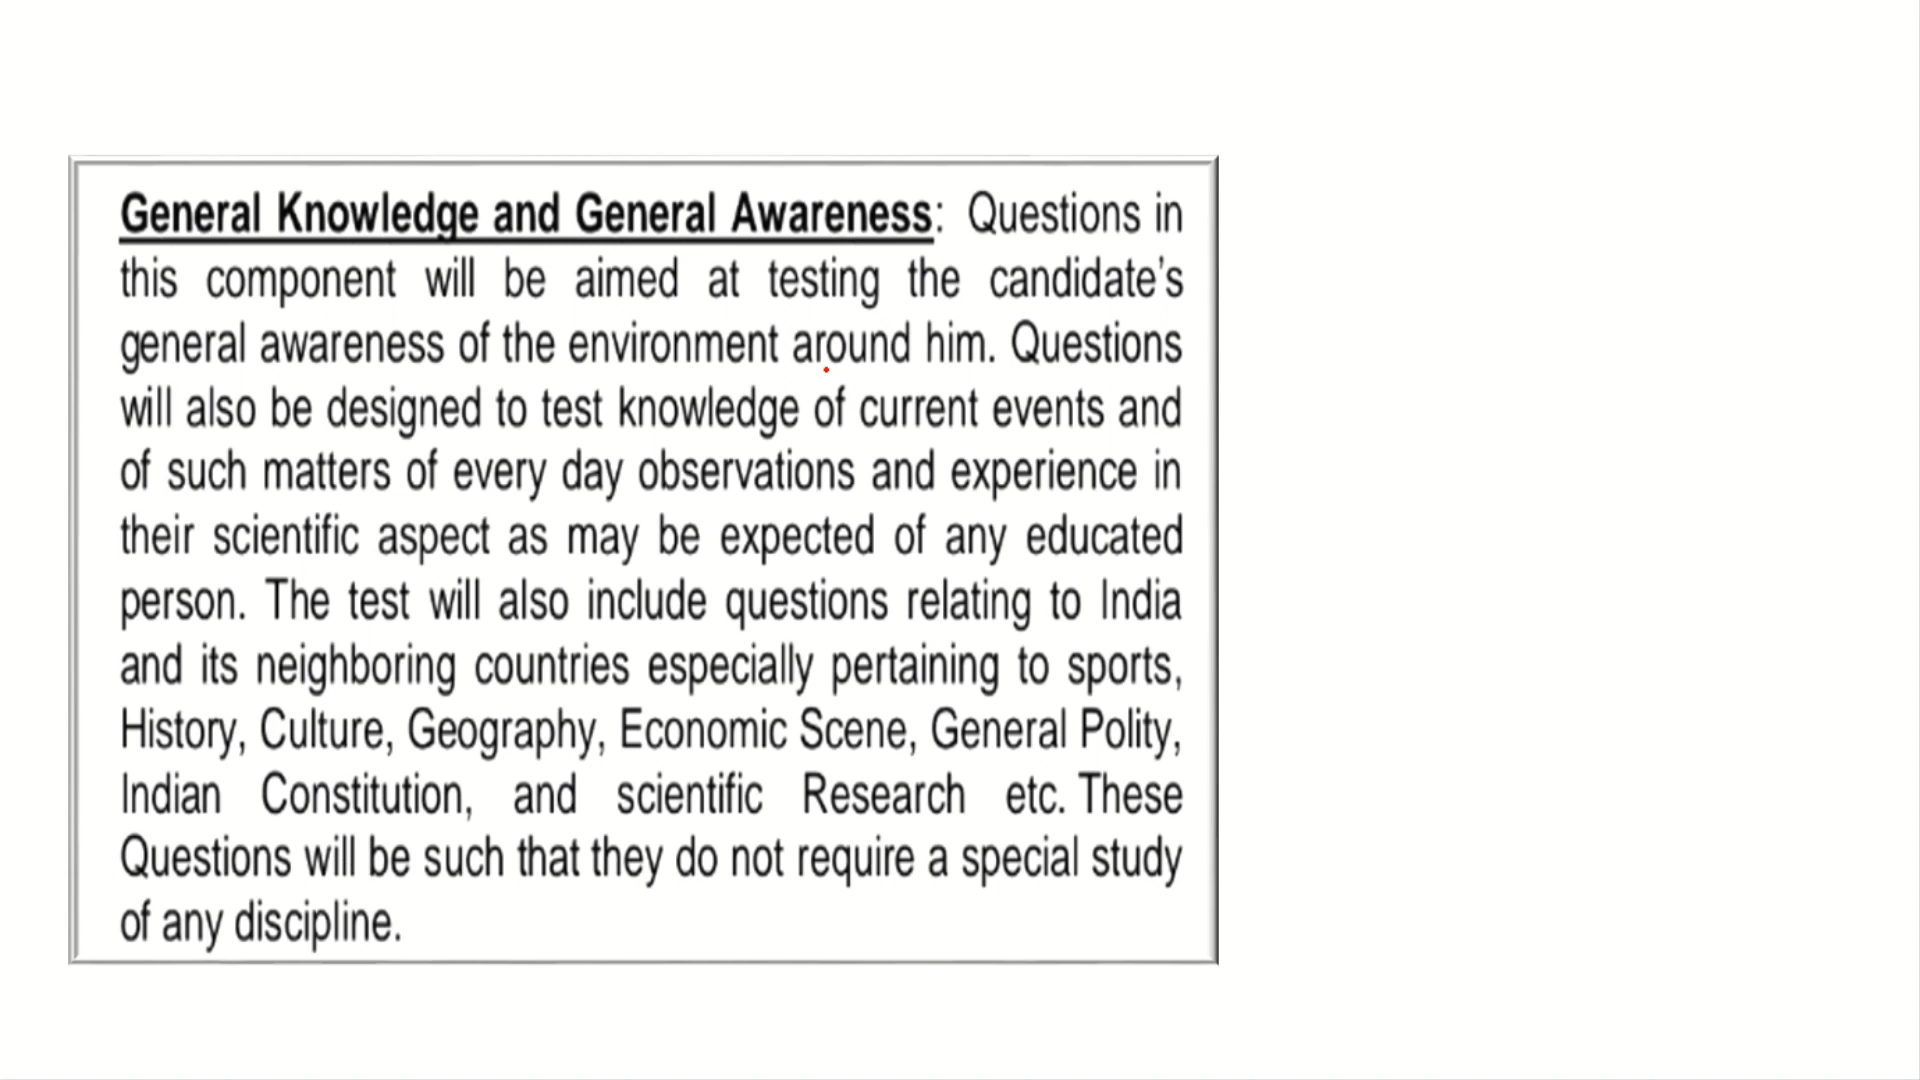 General Knowledge and General Awareness: Questions in
this component will be aimed at testing the candidate's
general awareness of the environment around him. Questions
will also be designed to test knowledge of current events and
of such matters of every day observations and experience in
their scientific aspect as may be expected of any educated
person. The test will also include questions relating to India
and its neighboring countries especially pertaining to sports,
History, Culture, Geography, Economic Scene, General Polity,
Indian Constitution, and scientific Research etc. These
Questions will be such that they do not require a special study
of any discipline.